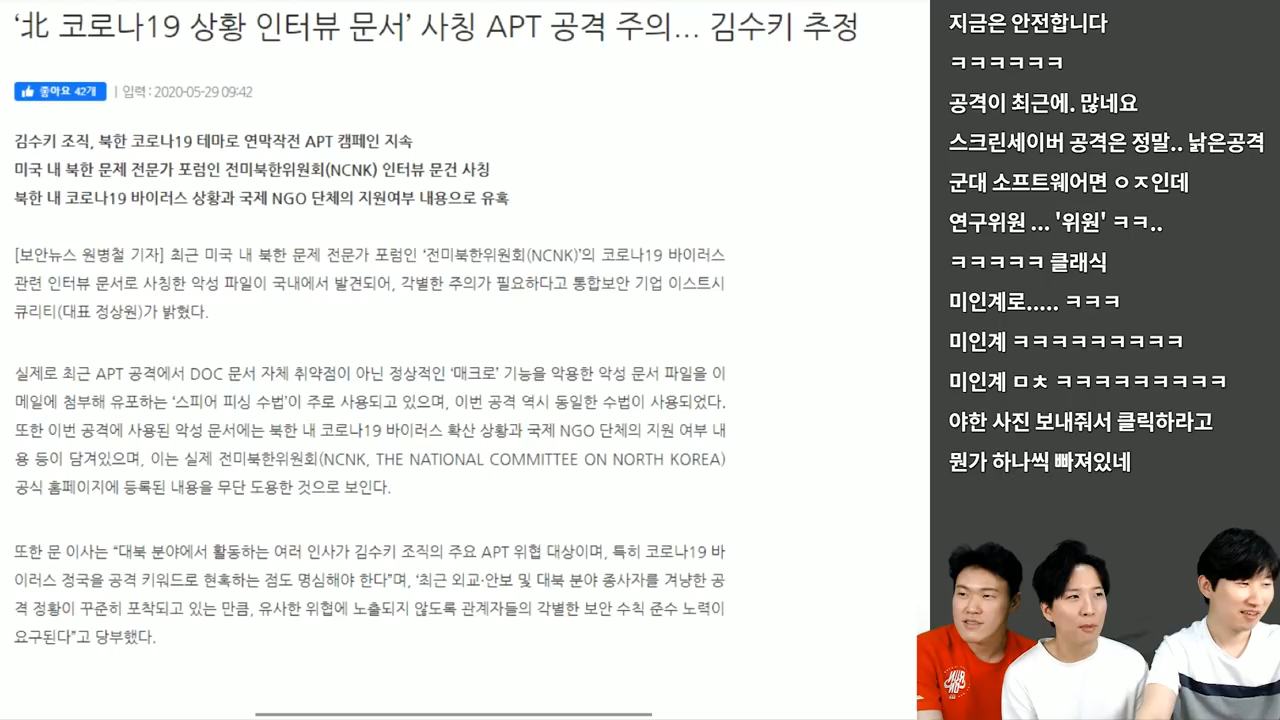 ‘北 코로나19 상황 인터뷰 문서’ 사칭 APT 공격 주의... 김수키 추정
좋아요 42개 | 입력 : 2020-05-29 09:42
김수키 조직, 북한 코로나19 테마로 연막작전 APT 캠페인 지속
미국 내 북한 문제 전문가 포럼인 전미북한위원회(NCNK) 인터뷰 문건 사칭
북한 내 코로나19 바이러스 상황과 국제 NGO 단체의 지원여부 내용으로 유혹
[보안뉴스 원병철 기자] 최근 미국 내 북한 문제 전문가 포럼인 ‘전미북한위원회(NCNK)’의 코로나19 바이러스
관련 인터뷰 문서로 사칭한 악성 파일이 국내에서 발견되어, 각별한 주의가 필요하다고 통합보안 기업 이스트시
큐리티(대표 정상원)가 밝혔다.
실제로 최근 APT 공격에서 DOC 문서 자체 취약점이 아닌 정상적인 ‘매크로’ 기능을 악용한 악성 문서 파일을 이
메일에 첨부해 유포하는 ‘스피어 피싱 수법’이 주로 사용되고 있으며, 이번 공격 역시 동일한 수법이 사용되었다.
또한 이번 공격에 사용된 악성 문서에는 북한 내 코로나19 바이러스 확산 상황과 국제 NGO 단체의 지원 여부 내
용 등이 담겨있으며, 이는 실제 전미북한위원회(NCNK, THE NATIONAL COMMITTEE ON NORTH KOREA)
공식 홈페이지에 등록된 내용을 무단 도용한 것으로 보인다.
또한 문 이사는 “대북 분야에서 활동하는 여러 인사가 김수키 조직의 주요 APT 위협 대상이며, 특히 코로나19 바
이러스 정국을 공격 키워드로 현혹하는 점도 명심해야 한다”며, ‘최근 외교·안보 및 대북 분야 종사자를 겨냥한 공
격 정황이 꾸준히 포착되고 있는 만큼, 유사한 위협에 노출되지 않도록 관계자들의 각별한 보안 수칙 준수 노력이
요구된다”고 당부했다.
지금은 안전합니다
ㅋㅋㅋㅋㅋㅋ
공격이 최근에. 많네요
스크린세이버 공격은 정말.. 낡은공격
군대 소프트웨어면 ㅇㅈ인데
연구위원 ... '위원' ㅋㅋ..
ㅋㅋㅋㅋㅋ 클래식
미인계로..... ㅋㅋㅋ
미인계 ㅋㅋㅋㅋㅋㅋㅋㅋㅋ
미인계 ㅁㅊ ㅋㅋㅋㅋㅋㅋㅋㅋㅋ
야한 사진 보내줘서 클릭하라고
뭔가 하나씩 빠져있네